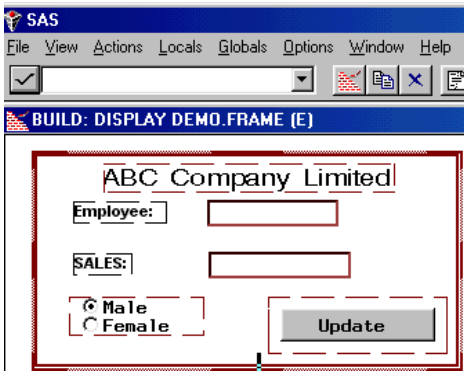 SAS
File View Actions Locals Globals Options Window Help
BUILD: DISPLAY DEMO.FRAME (E)
ABC Company Limited
Employee:
SALES:
Male
Female
Update